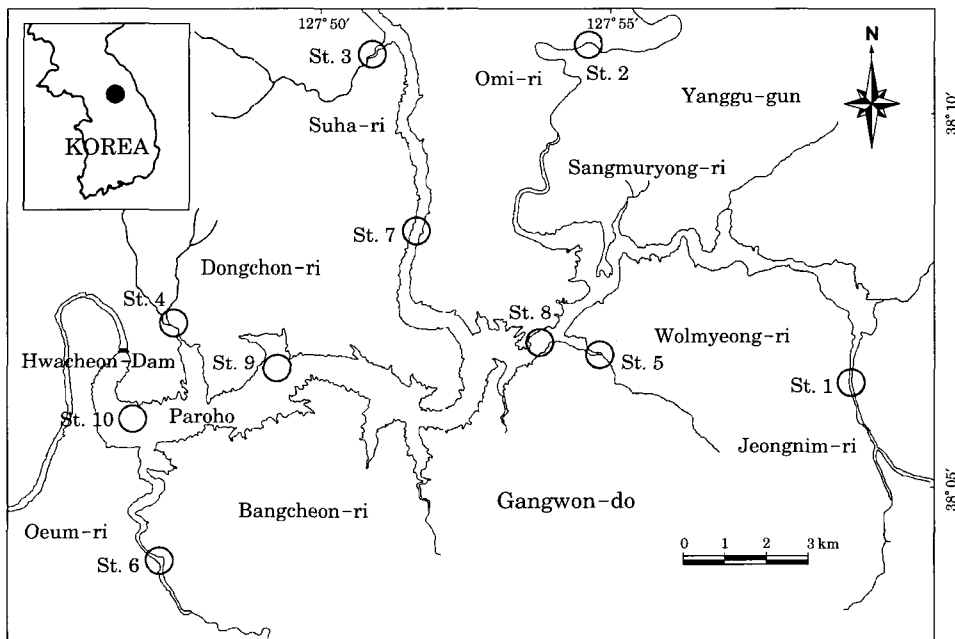 127°50′
127°55′
KOREA
St. 3
Omi-ri
St. 2
N
Yanggu-gun
38°10′
Suha-ri
Sangmuryong-ri
St. 7
Dongchon-ri
St. 4
St. 8
Wolmyeong-ri
Hwacheon-Dam
St. 9
St. 5
St. 1
St. 10
Paroho
Jeongnim-ri
38°05′
Bangcheon-ri
Gangwon-do
Oeum-ri
St. 6
0 1 2 3 km